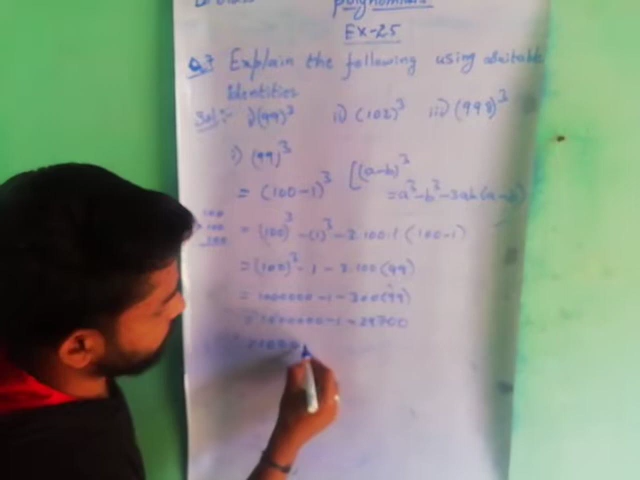 Class polynomials
EX-2.5
Q.7 Explain the following using suitable
identities
Sol:- i) (99)³ ii) (102)³ iii) (998)³
i) (99)³
= (100-1)³ [(a-b)³
= a³-b³-3ab(a-b)
= (100)³-(1)³-3.100.1(100-1)
= (100)³-1-3.100(99)
= 1000000-1-300(99)
= 1000000-1-29700